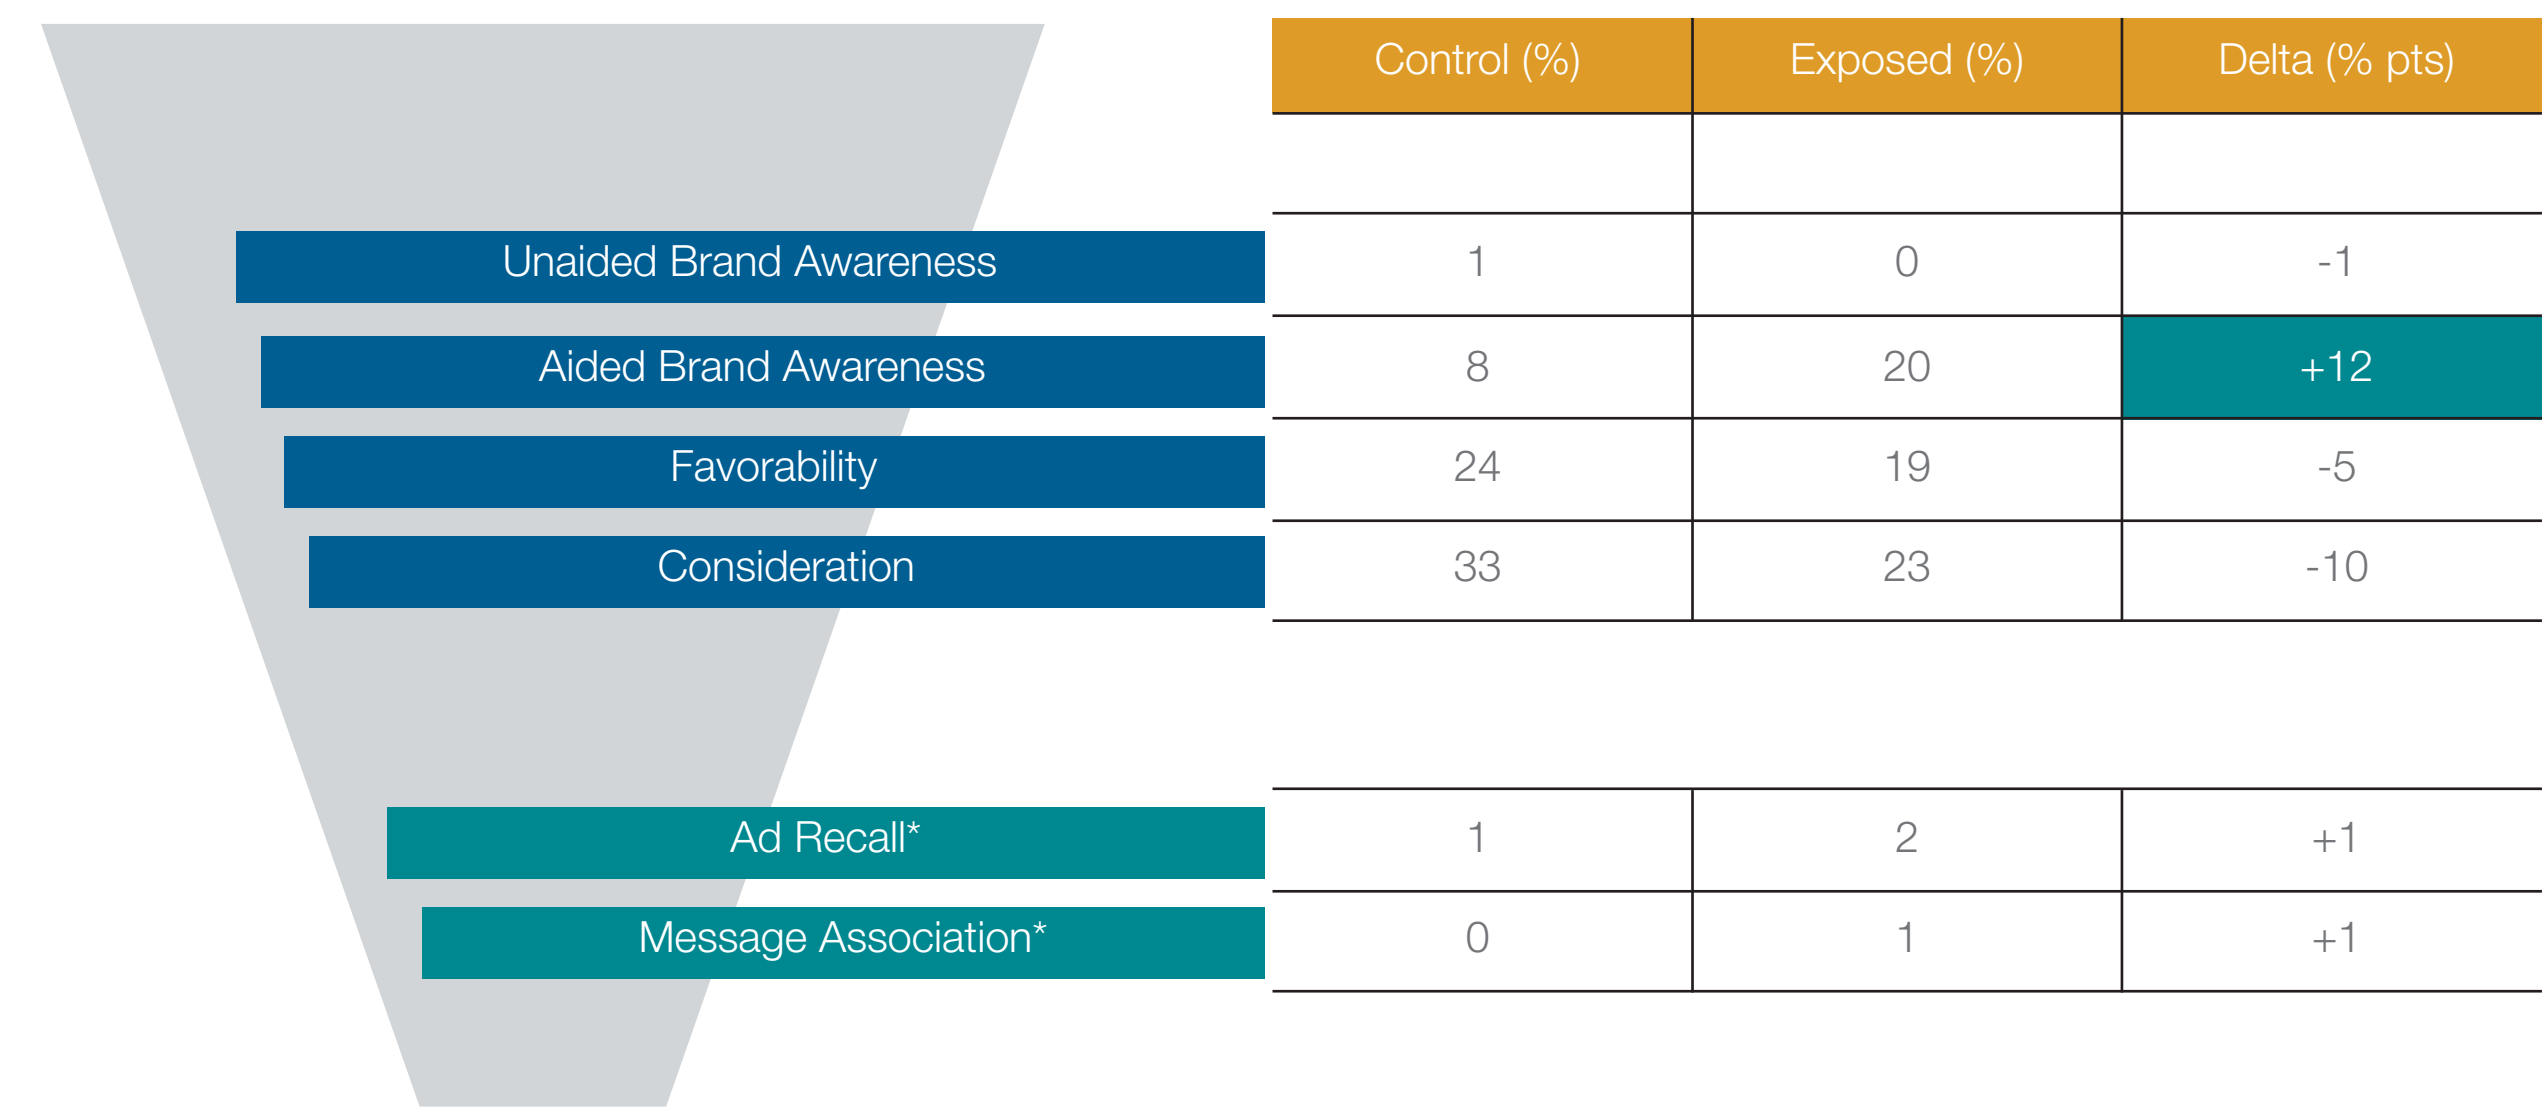 Control (%) Exposed (%) Delta (% pts)
Unaided Brand Awareness 1 0 -1
Aided Brand Awareness 8 20 +12
Favorability 24 19 -5
Consideration 33 23 -10
Ad Recall* 1 2 +1
Message Association* 0 1 +1